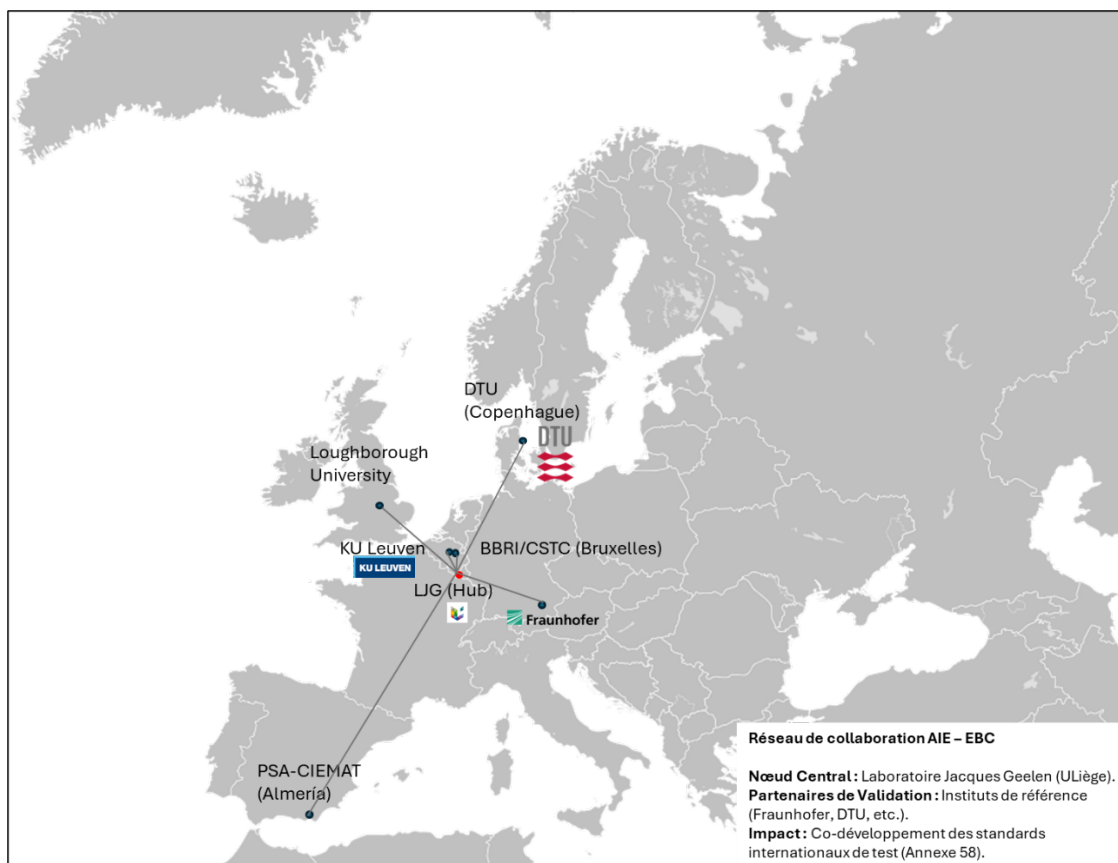 DTU
(Copenhague)
DTU
Loughborough
University
KU Leuven
KU LEUVEN
BBRI/CSTC (Bruxelles)
LJG (Hub)
Fraunhofer
PSA-CIEMAT
(Almería)
Réseau de collaboration AIE – EBC
Nœud Central : Laboratoire Jacques Geelen (ULiège).
Partenaires de Validation : Instituts de référence
(Fraunhofer, DTU, etc.).
Impact : Co-développement des standards
internationaux de test (Annexe 58).